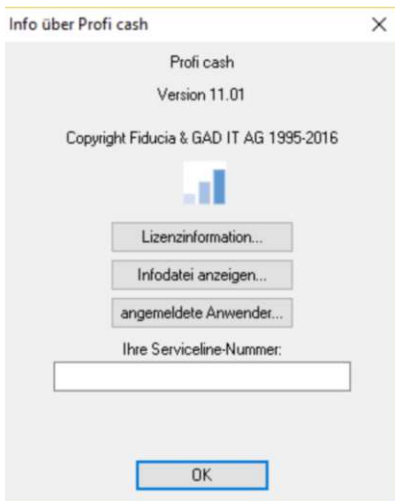 Info über Profi cash
Profi cash
Version 11.01
Copyright Fiducia & GAD IT AG 1995-2016
Lizenzinformation...
Infodatei anzeigen...
angemeldete Anwender...
Ihre Serviceline-Nummer:
OK